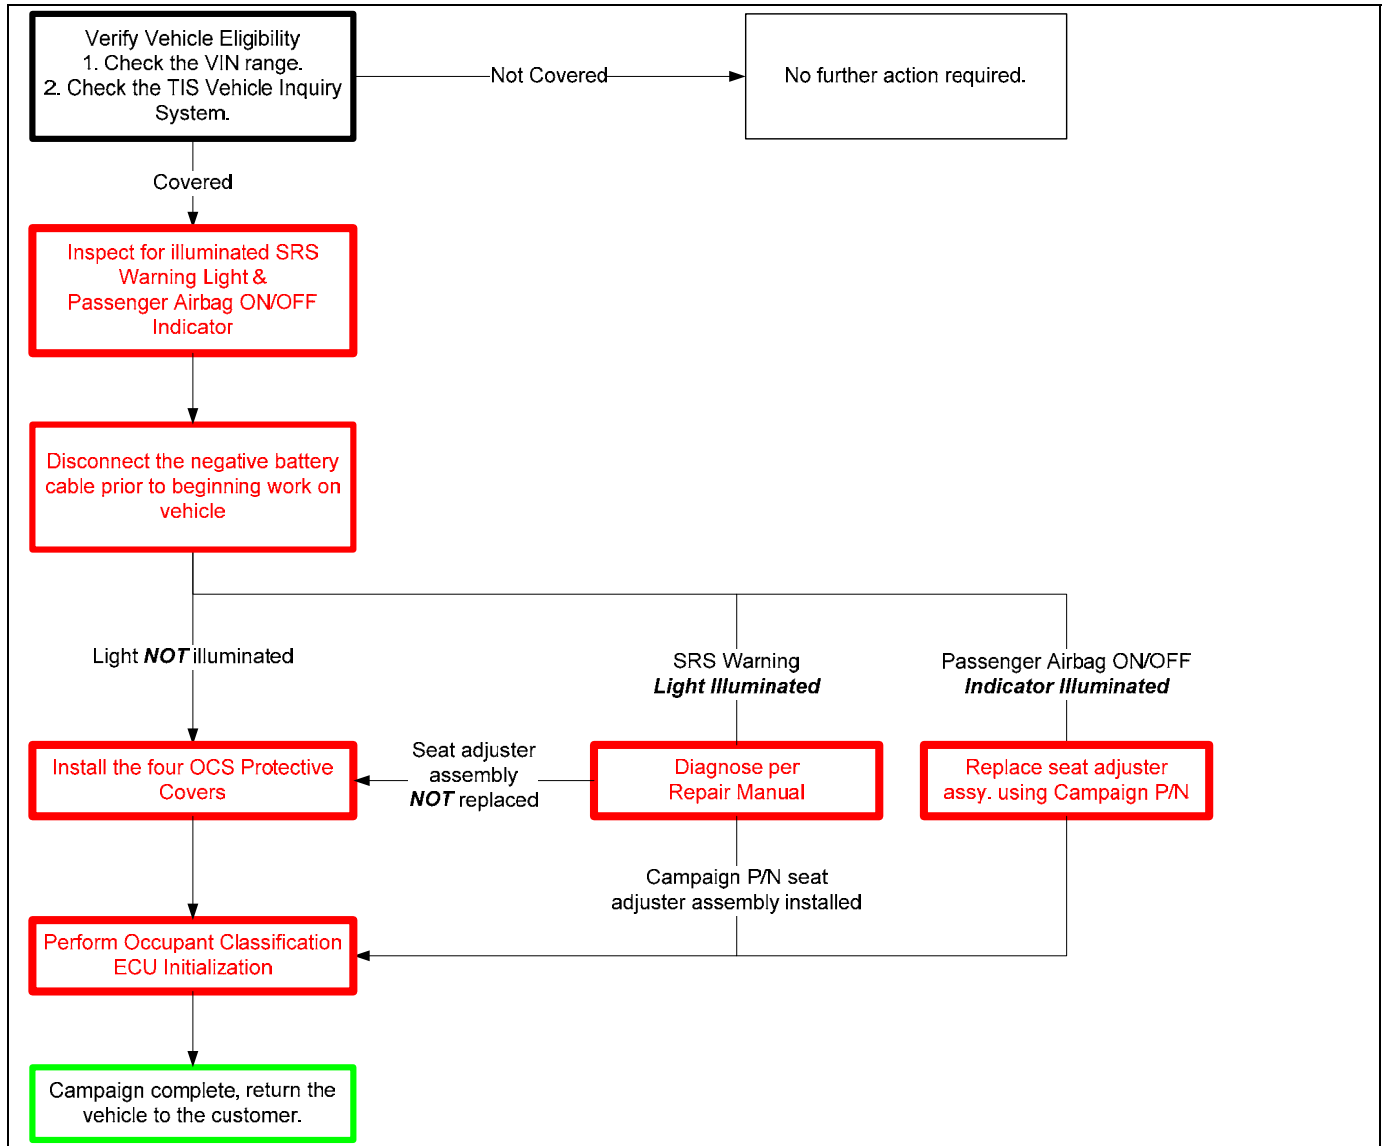 Verify Vehicle Eligibility
1. Check the VIN range.
2. Check the TIS Vehicle Inquiry
System.
Not Covered
No further action required.
Covered
Inspect for illuminated SRS
Warning Light &
Passenger Airbag ON/OFF
Indicator
Disconnect the negative battery
cable prior to beginning work on
vehicle
Light NOT illuminated
SRS Warning
Light Illuminated
Passenger Airbag ON/OFF
Indicator Illuminated
Install the four OCS Protective
Covers
Seat adjuster
assembly
NOT replaced
Diagnose per
Repair Manual
Replace seat adjuster
assy. using Campaign P/N
Campaign P/N seat
adjuster assembly installed
Perform Occupant Classification
ECU Initialization
Campaign complete, return the
vehicle to the customer.